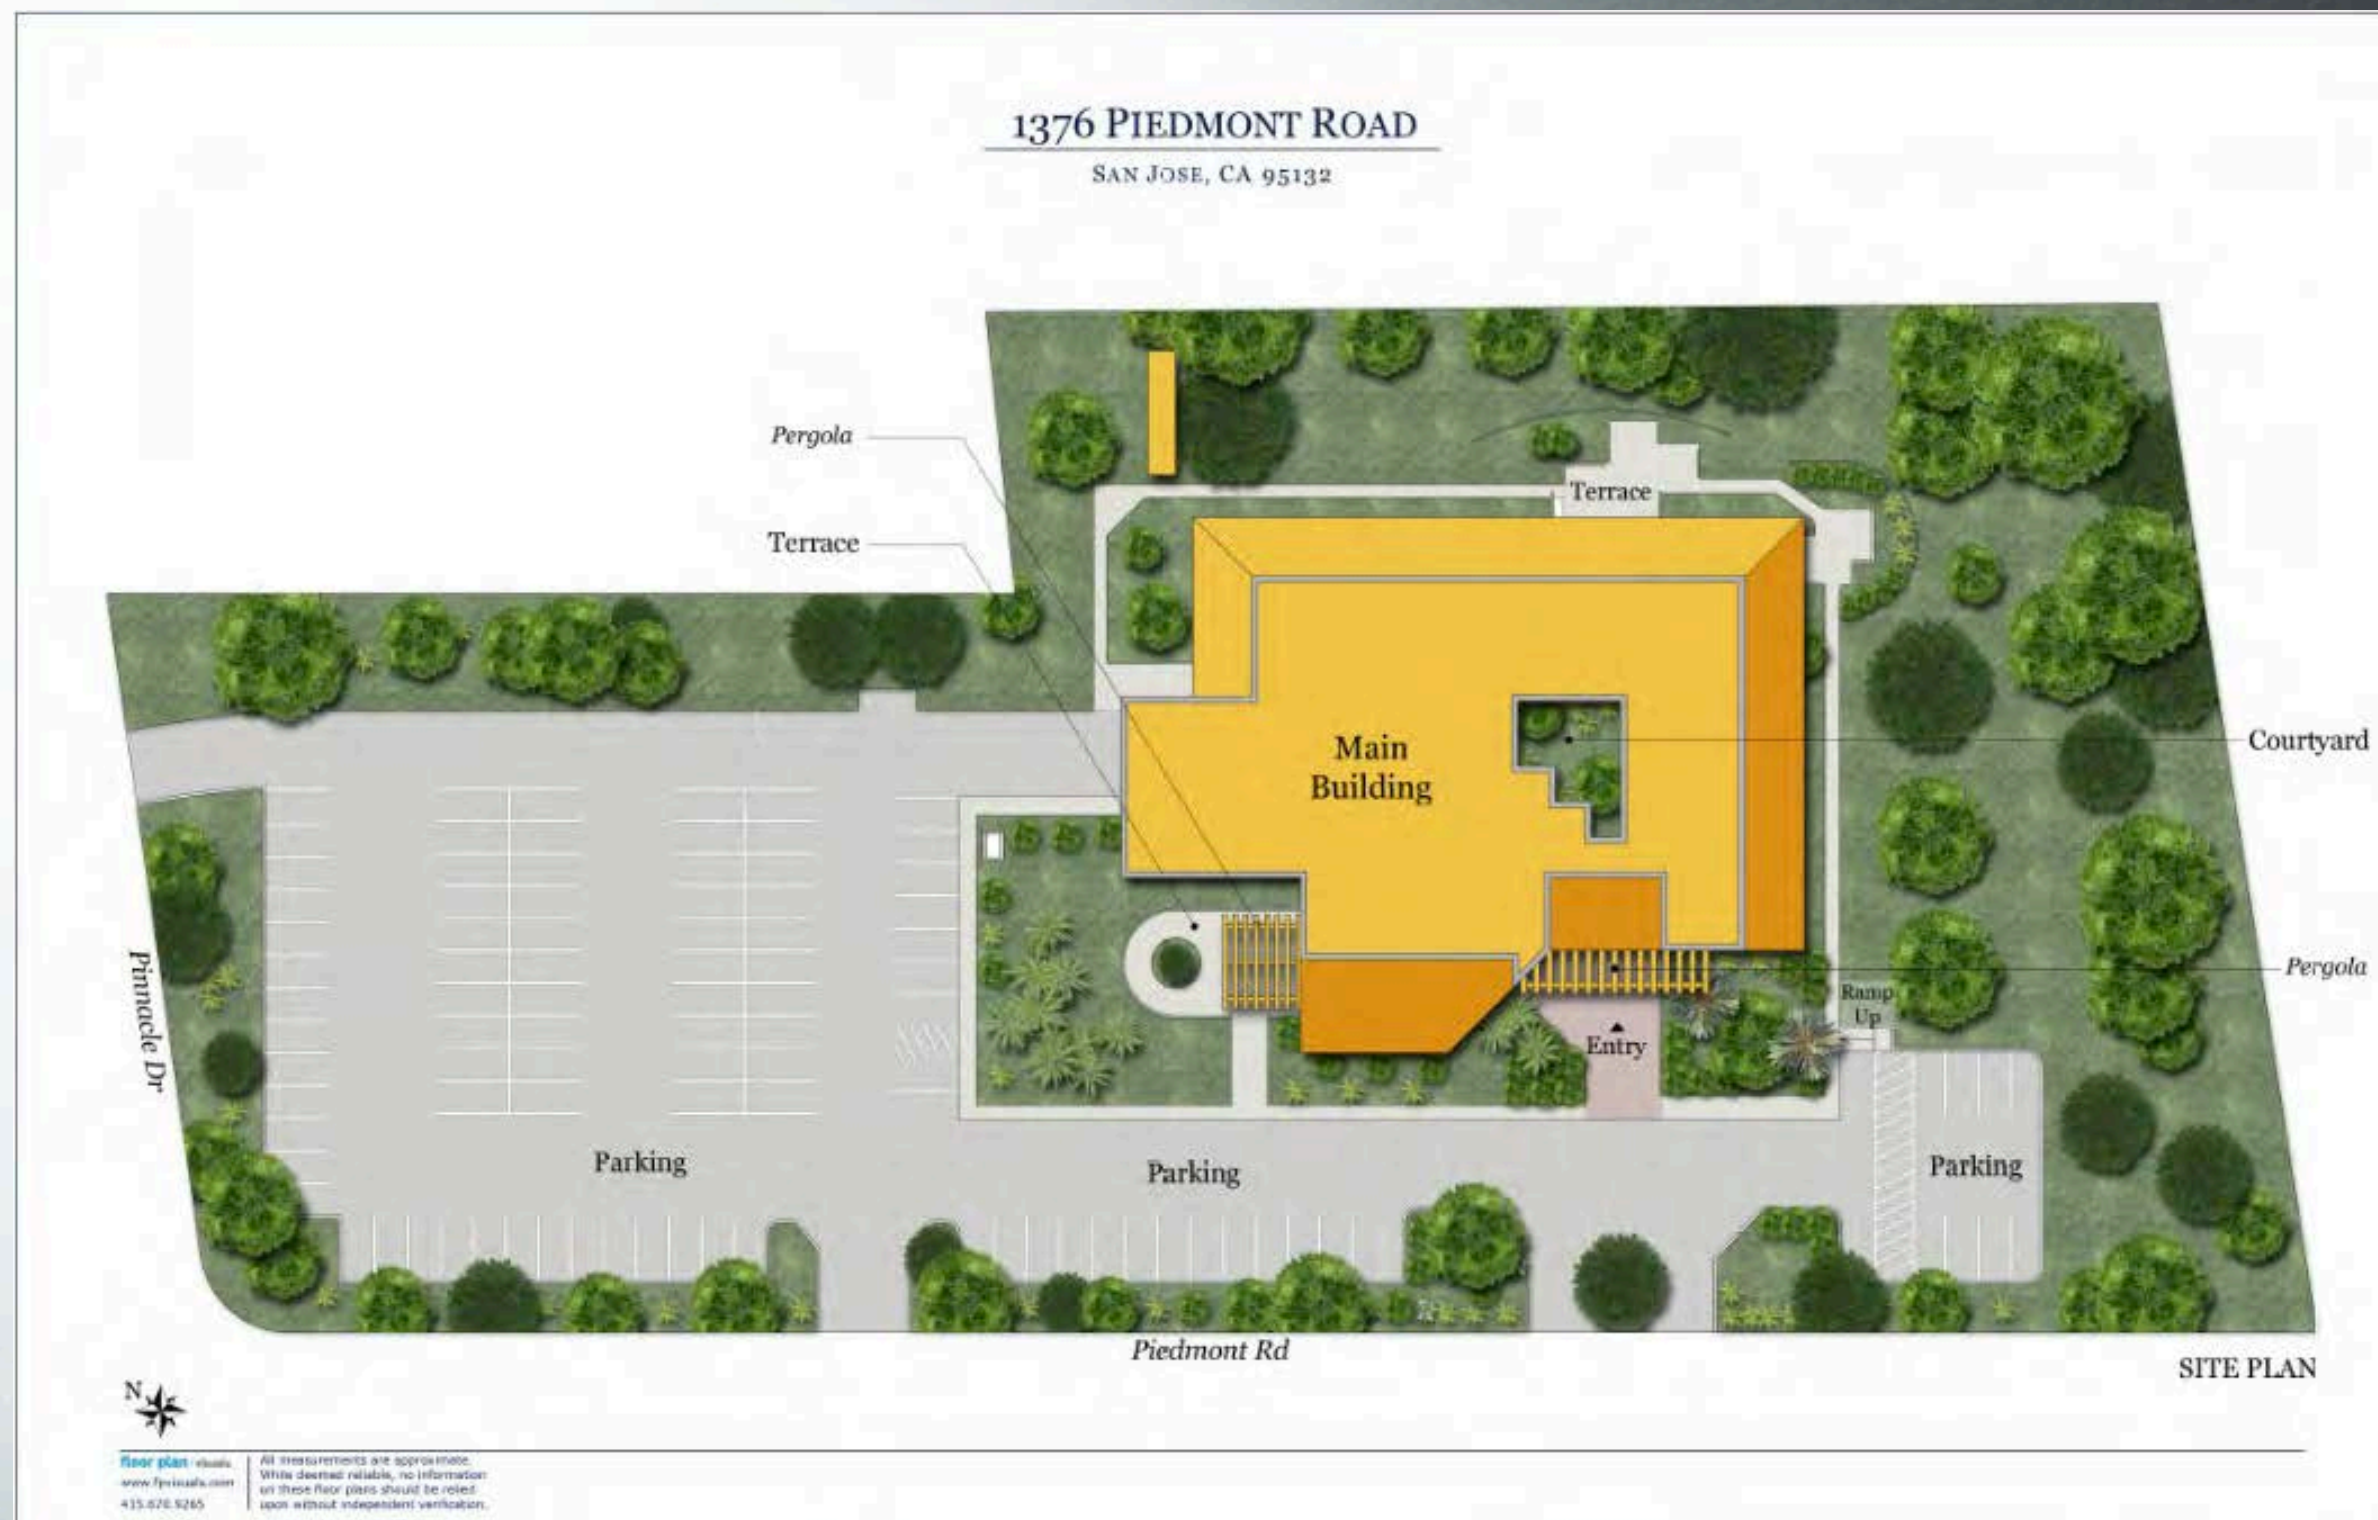 1376 PIEDMONT ROAD
SAN JOSE, CA 95132
Pergola
Terrace
Terrace
Main
Building
Courtyard
Pergola
Ramp
Up
Entry
Pinnacle Dr
Parking
Parking
Parking
Piedmont Rd
SITE PLAN
N
floor plan visuals
www.fpvisuals.com
415.678.9265
All measurements are approximate.
While deemed reliable, no information
on these floor plans should be relied
upon without independent verification.